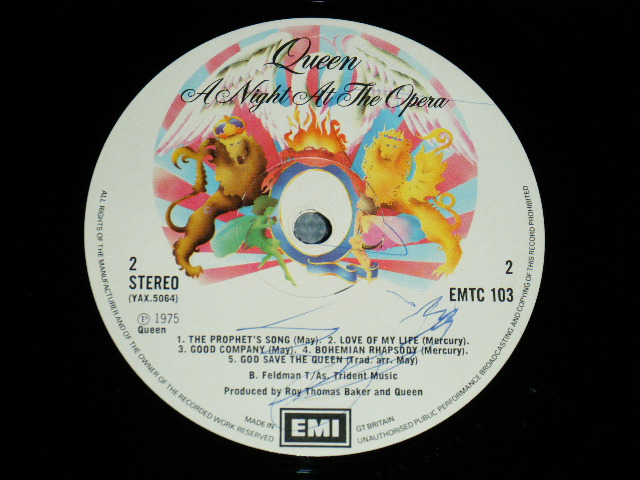 Queen
A Night At The Opera
2
STEREO
(YAX.5064)
2
EMTC 103
Ⓟ 1975
Queen
1. THE PROPHET'S SONG (May). 2. LOVE OF MY LIFE (Mercury).
3. GOOD COMPANY (May). 4. BOHEMIAN RHAPSODY (Mercury).
5. GOD SAVE THE QUEEN (Trad. arr. May)
B. Feldman T/As. Trident Music
Produced by Roy Thomas Baker and Queen
EMI
MADE IN
GT BRITAIN
ALL RIGHTS OF THE MANUFACTURER AND OF THE OWNER OF THE RECORDED WORK RESERVED
UNAUTHORISED PUBLIC PERFORMANCE BROADCASTING AND COPYING OF THIS RECORD PROHIBITED